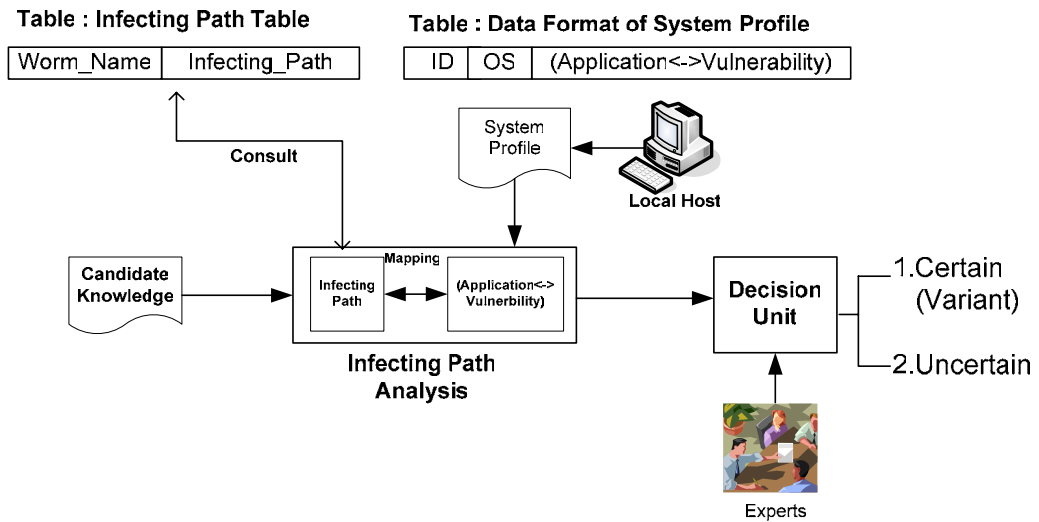 Table : Infecting Path Table
Table : Data Format of System Profile
Worm_Name Infecting_Path
ID OS (Application<->Vulnerability)
System
Profile
Consult
Local Host
Candidate
Knowledge
Mapping
Infecting
Path
(Application<->
Vulnerbility)
Infecting Path
Analysis
Decision
Unit
1.Certain
(Variant)
2.Uncertain
Experts